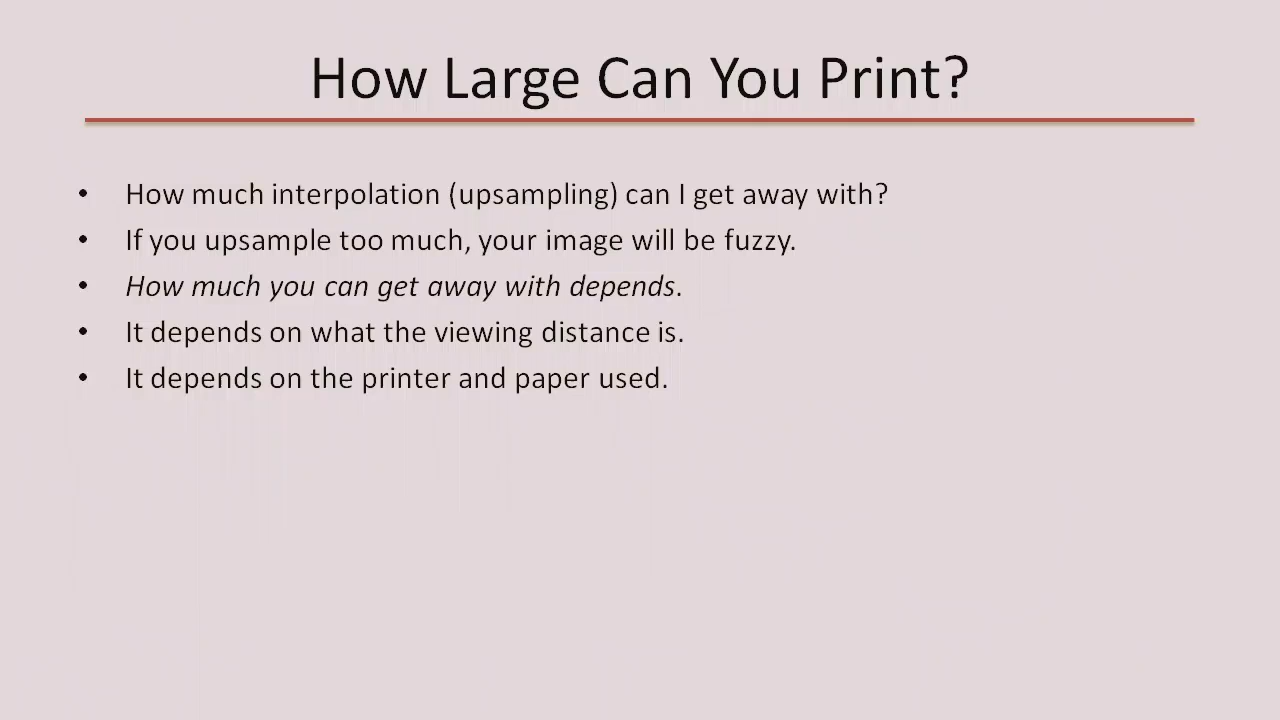 How Large Can You Print?
• How much interpolation (upsampling) can I get away with?
• If you upsample too much, your image will be fuzzy.
• How much you can get away with depends.
• It depends on what the viewing distance is.
• It depends on the printer and paper used.